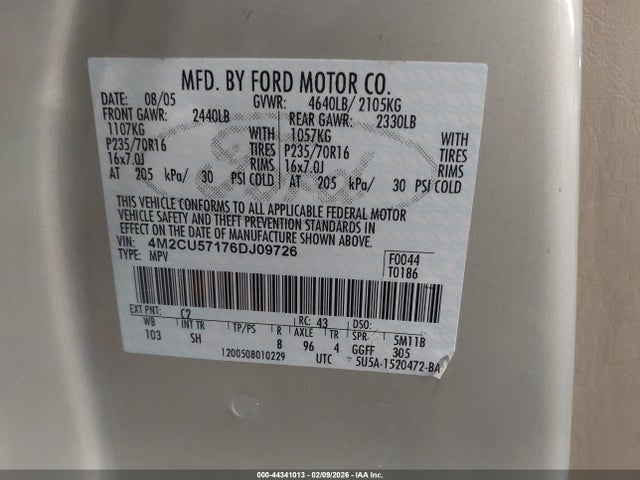 MFD. BY FORD MOTOR CO.
DATE: 08/05 GVWR: 4640LB/ 2105KG
FRONT GAWR: 2440LB REAR GAWR: 2330LB
1107KG WITH 1057KG WITH
P235/70R16 TIRES P235/70R16 TIRES
16x7.0J RIMS 16x7.0J RIMS
AT 205 kPa/ 30 PSI COLD AT 205 kPa/ 30 PSI COLD
THIS VEHICLE CONFORMS TO ALL APPLICABLE FEDERAL MOTOR
VEHICLE SAFETY AND THEFT PREVENTION STANDARDS IN
EFFECT ON THE DATE OF MANUFACTURE SHOWN ABOVE.
VIN: 4M2CU57176DJ09726 F0044
TYPE: MPV T0186
EXT PNT: C2 RC: 43 DSO:
WB INT TR TP/PS R AXLE TR SPR 5M11B
103 SH 8 96 4 GGFF 305
1200508010229 UTC 5U5A-1520472-BA
Ford
000-44341013 - 02/09/2026 - IAA Inc.